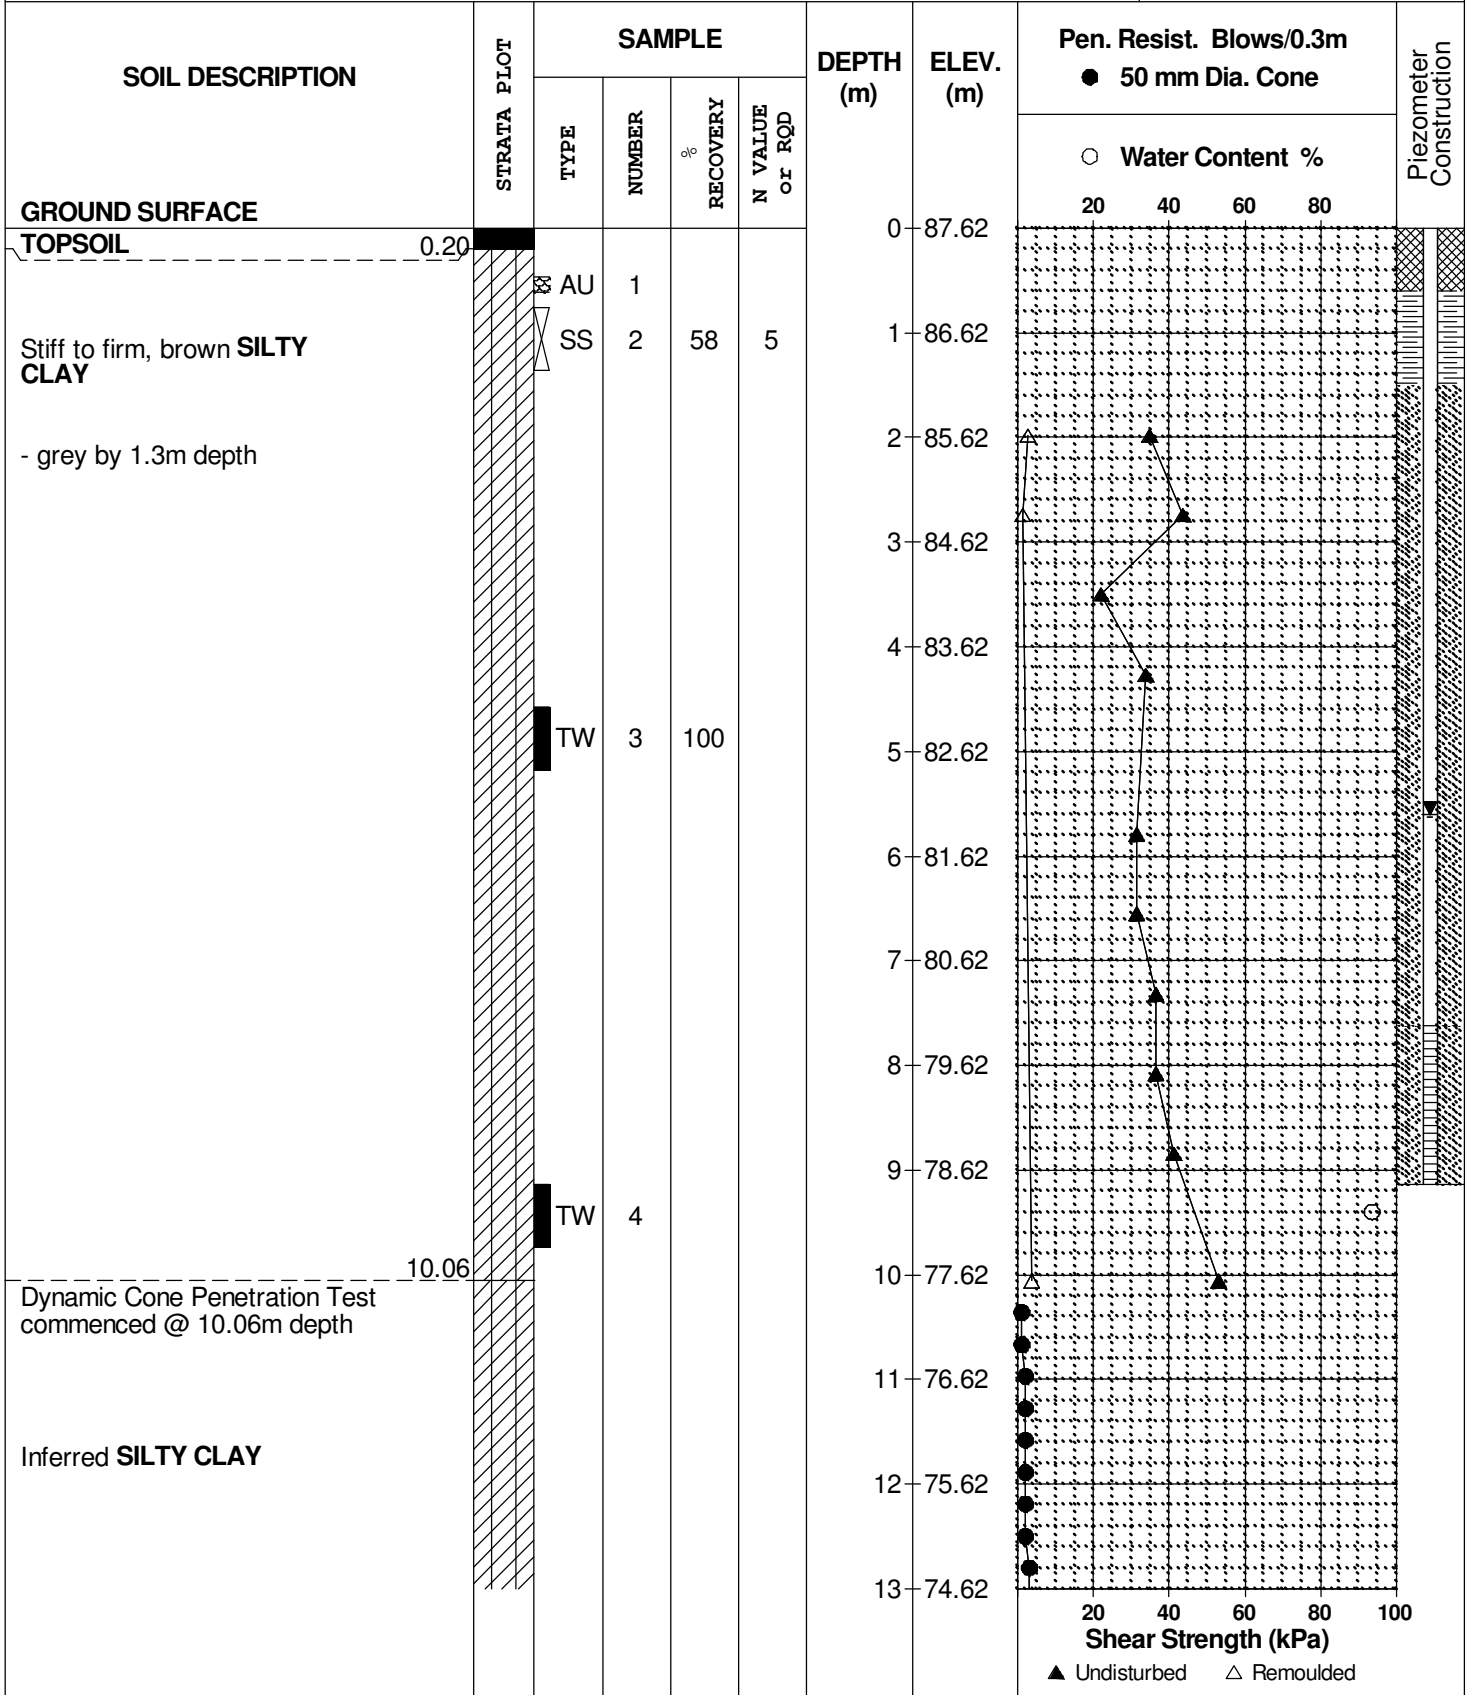 SOIL DESCRIPTION
STRATA PLOT
SAMPLE
TYPE
NUMBER
%
RECOVERY
N VALUE
or RQD
DEPTH
(m)
ELEV.
(m)
Pen. Resist. Blows/0.3m
● 50 mm Dia. Cone
○ Water Content %
20 40 60 80
Piezometer
Construction
GROUND SURFACE
0 87.62
TOPSOIL 0.20
AU 1
Stiff to firm, brown SILTY
CLAY
SS 2 58 5
1 86.62
- grey by 1.3m depth
2 85.62
3 84.62
4 83.62
TW 3 100
5 82.62
6 81.62
7 80.62
8 79.62
9 78.62
TW 4
10.06
10 77.62
Dynamic Cone Penetration Test
commenced @ 10.06m depth
11 76.62
Inferred SILTY CLAY
12 75.62
13 74.62
20 40 60 80 100
Shear Strength (kPa)
▲ Undisturbed △ Remoulded